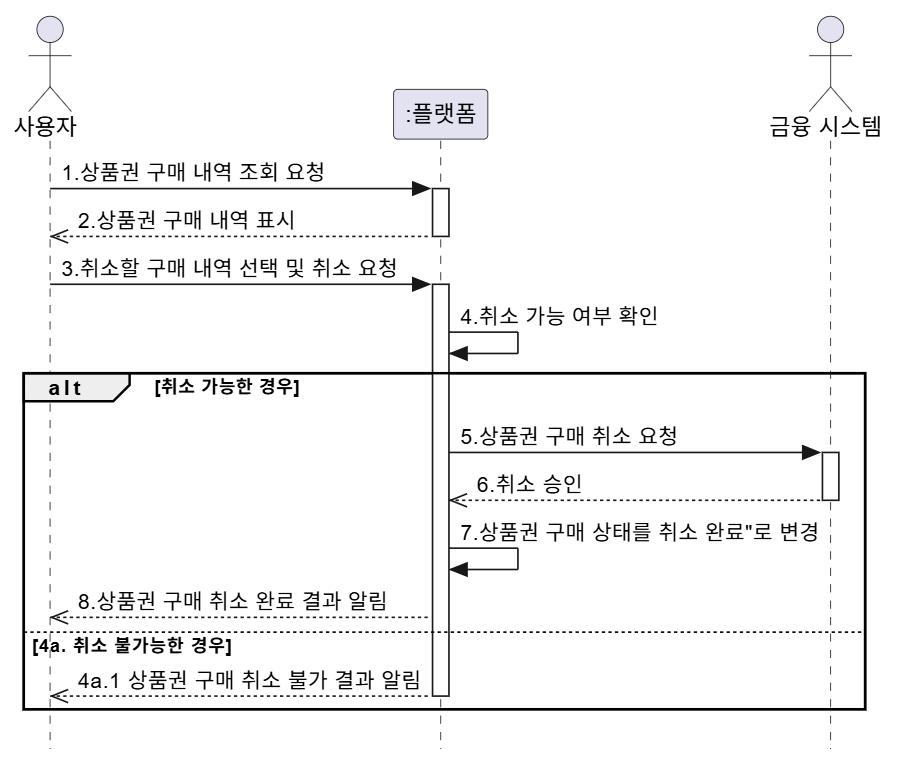 사용자
:플랫폼
금융 시스템
1.상품권 구매 내역 조회 요청
2.상품권 구매 내역 표시
3.취소할 구매 내역 선택 및 취소 요청
4.취소 가능 여부 확인
alt
[취소 가능한 경우]
5.상품권 구매 취소 요청
6.취소 승인
7.상품권 구매 상태를 취소 완료"로 변경
8.상품권 구매 취소 완료 결과 알림
[4a. 취소 불가능한 경우]
4a.1 상품권 구매 취소 불가 결과 알림